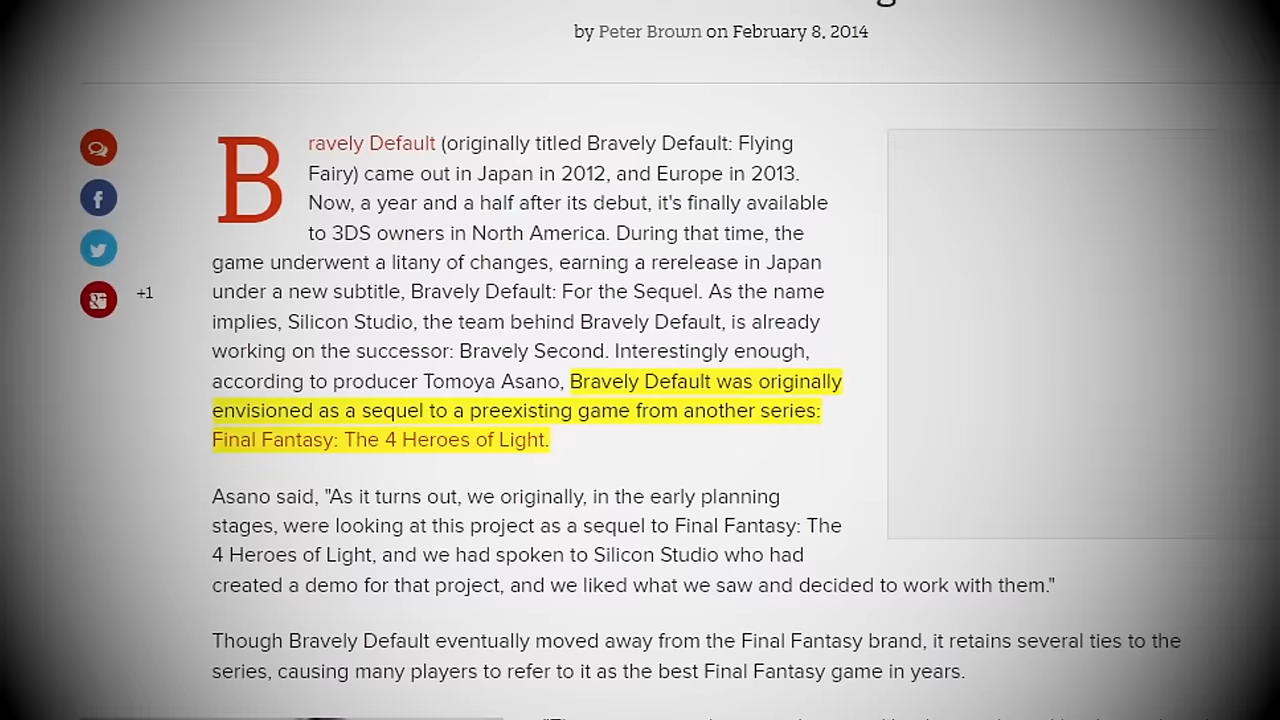 by Peter Brown on February 8, 2014
Bravely Default (originally titled Bravely Default: Flying
Fairy) came out in Japan in 2012, and Europe in 2013.
Now, a year and a half after its debut, it's finally available
to 3DS owners in North America. During that time, the
game underwent a litany of changes, earning a rerelease in Japan
under a new subtitle, Bravely Default: For the Sequel. As the name
implies, Silicon Studio, the team behind Bravely Default, is already
working on the successor: Bravely Second. Interestingly enough,
according to producer Tomoya Asano, Bravely Default was originally
envisioned as a sequel to a preexisting game from another series:
Final Fantasy: The 4 Heroes of Light.
+1
Asano said, "As it turns out, we originally, in the early planning
stages, were looking at this project as a sequel to Final Fantasy: The
4 Heroes of Light, and we had spoken to Silicon Studio who had
created a demo for that project, and we liked what we saw and decided to work with them."
Though Bravely Default eventually moved away from the Final Fantasy brand, it retains several ties to the
series, causing many players to refer to it as the best Final Fantasy game in years.